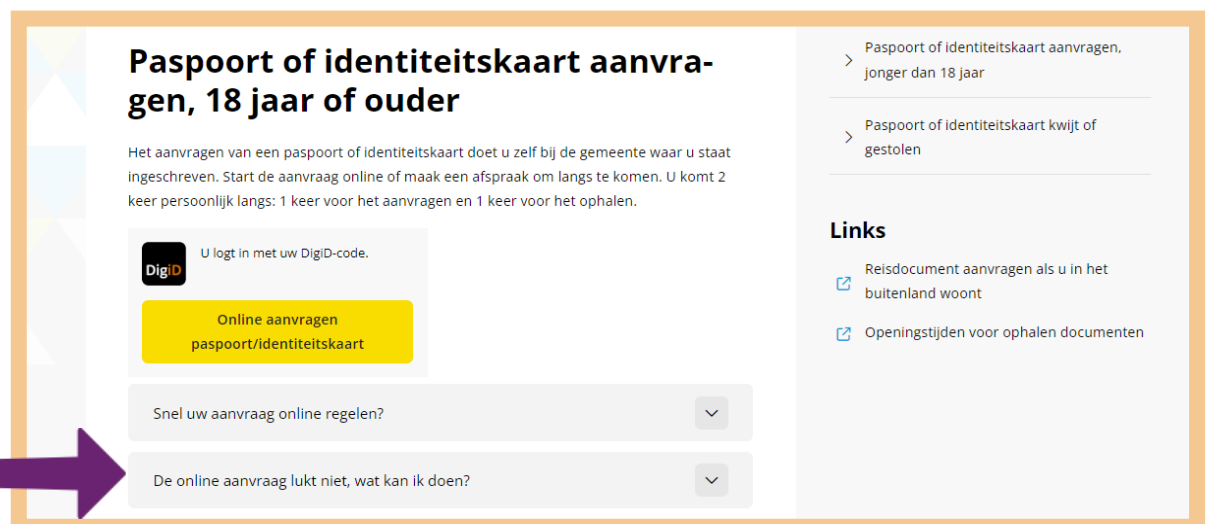 Paspoort of identiteitskaart aanvra-
gen, 18 jaar of ouder
Het aanvragen van een paspoort of identiteitskaart doet u zelf bij de gemeente waar u staat
ingeschreven. Start de aanvraag online of maak een afspraak om langs te komen. U komt 2
keer persoonlijk langs: 1 keer voor het aanvragen en 1 keer voor het ophalen.
DigiD
U logt in met uw DigiD-code.
Online aanvragen
paspoort/identiteitskaart
Snel uw aanvraag online regelen?
De online aanvraag lukt niet, wat kan ik doen?
Paspoort of identiteitskaart aanvragen,
jonger dan 18 jaar
Paspoort of identiteitskaart kwijt of
gestolen
Links
Reisdocument aanvragen als u in het
buitenland woont
Openingstijden voor ophalen documenten